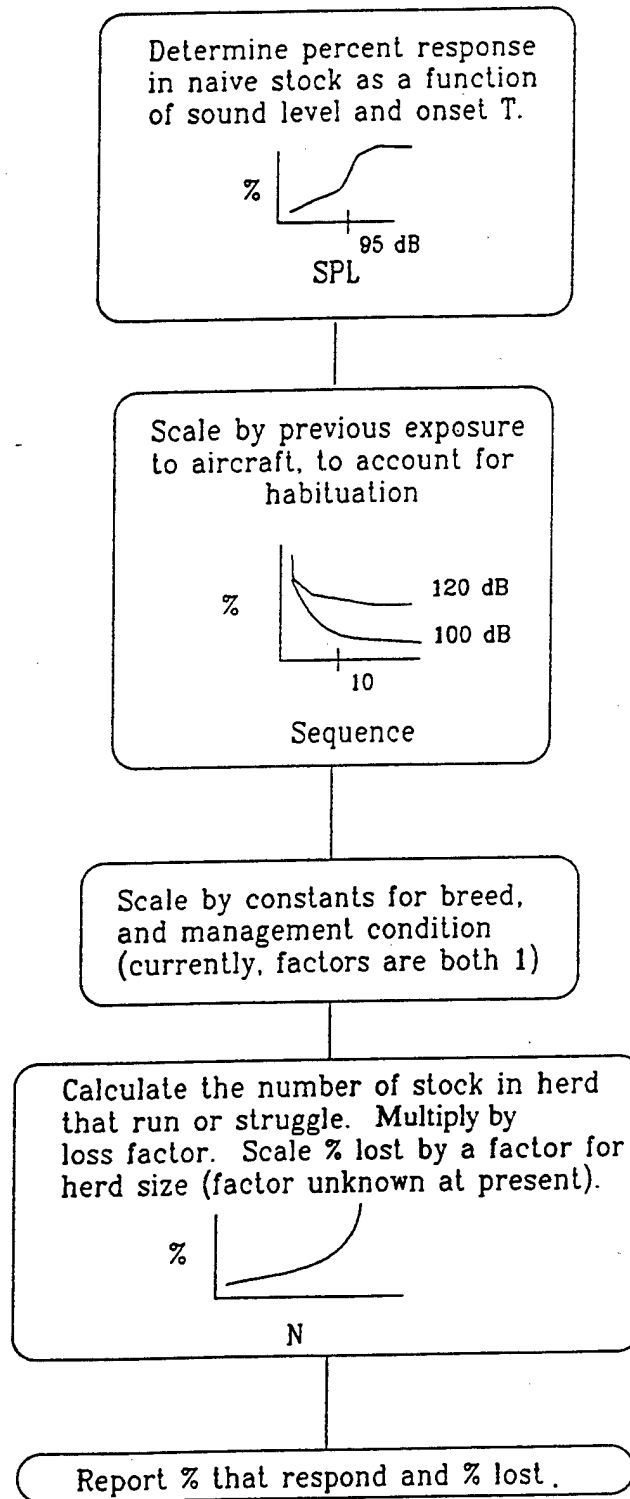 Determine percent response
in naive stock as a function
of sound level and onset T.
%
95 dB
SPL
Scale by previous exposure
to aircraft, to account for
habituation
120 dB
%
100 dB
10
Sequence
Scale by constants for breed,
and management condition
(currently, factors are both 1)
Calculate the number of stock in herd
that run or struggle. Multiply by
loss factor. Scale % lost by a factor for
herd size (factor unknown at present).
%
N
Report % that respond and % lost.